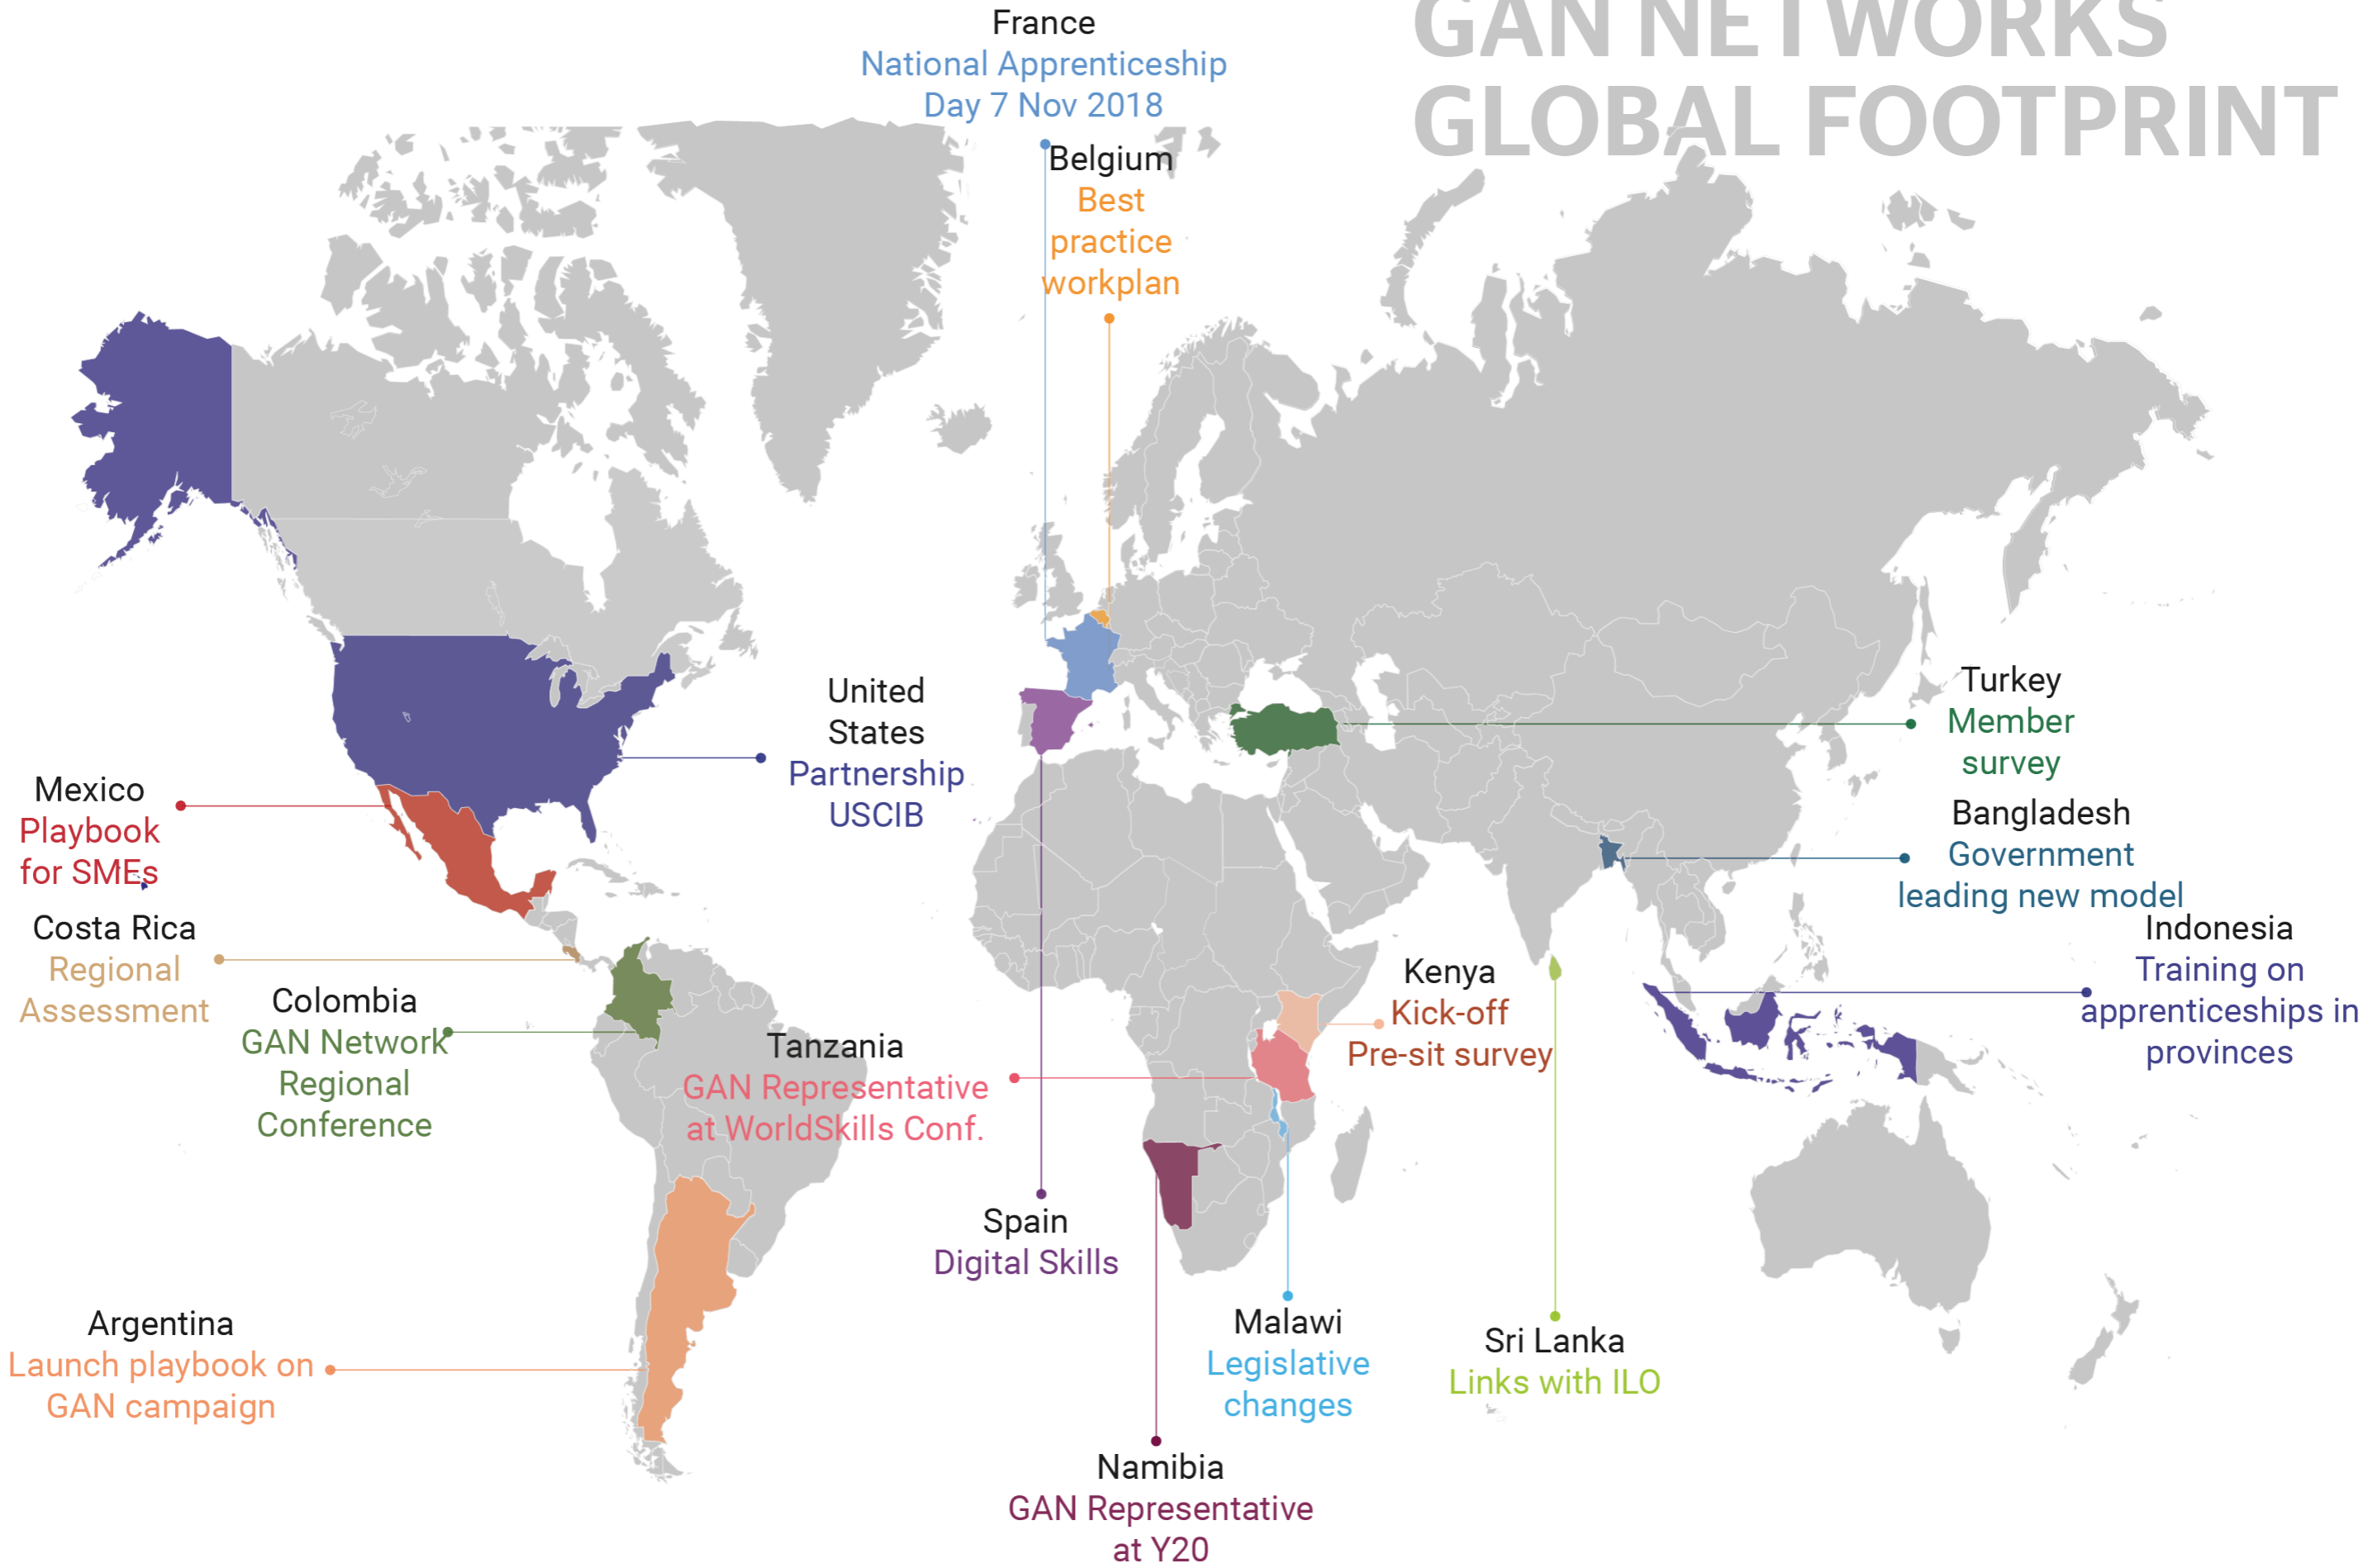 GAN NETWORKS
GLOBAL FOOTPRINT
France
National Apprenticeship
Day 7 Nov 2018
Belgium
Best
practice
workplan
United
States
Partnership
USCIB
Mexico
Playbook
for SMEs
Costa Rica
Regional
Assessment
Colombia
GAN Network
Regional
Conference
Argentina
Launch playbook on
GAN campaign
Tanzania
GAN Representative
at WorldSkills Conf.
Spain
Digital Skills
Namibia
GAN Representative
at Y20
Malawi
Legislative
changes
Kenya
Kick-off
Pre-sit survey
Sri Lanka
Links with ILO
Turkey
Member
survey
Bangladesh
Government
leading new model
Indonesia
Training on
apprenticeships in
provinces